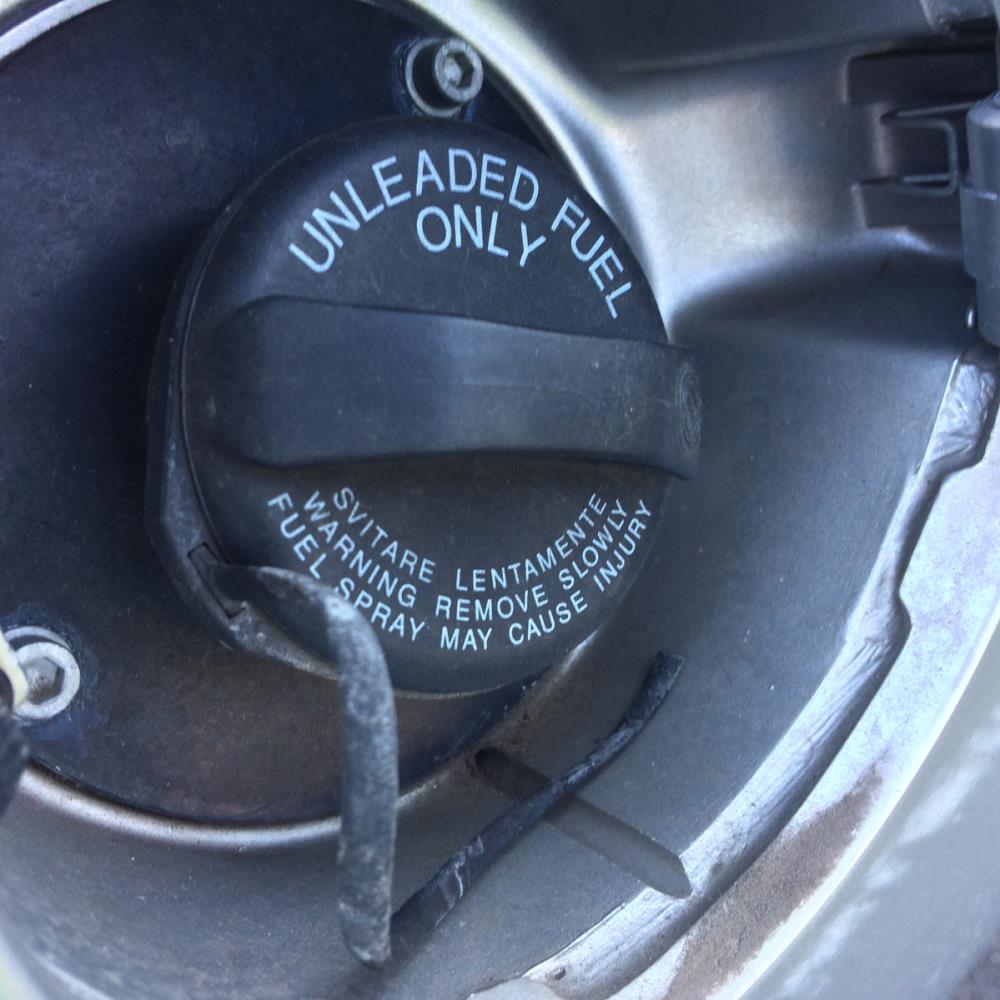 UNLEADED FUEL
ONLY
SVITARE LENTAMENTE
WARNING REMOVE SLOWLY
FUEL SPRAY MAY CAUSE INJURY